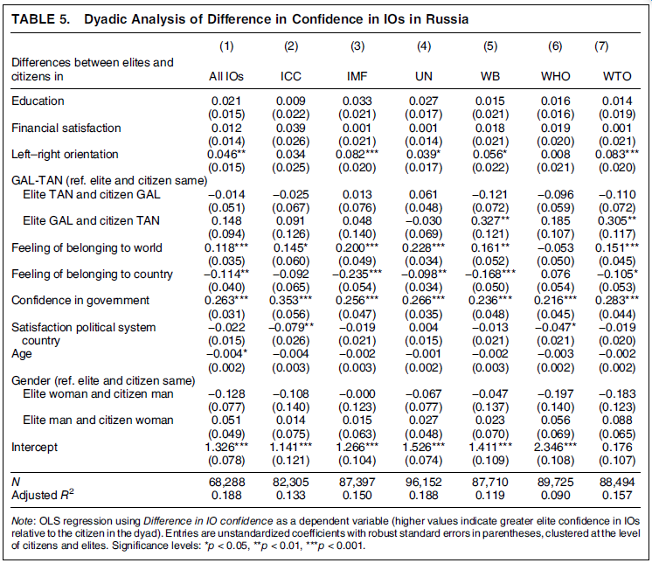 TABLE 5. Dyadic Analysis of Difference in Confidence in IOs in Russia
(1) (2) (3) (4) (5) (6) (7)
Differences between elites and
citizens in All IOs ICC IMF UN WB WHO WTO
Education 0.021 0.009 0.033 0.027 0.015 0.016 0.014
(0.015) (0.022) (0.021) (0.017) (0.021) (0.016) (0.019)
Financial satisfaction 0.012 0.039 0.001 0.001 0.018 0.019 0.001
(0.014) (0.026) (0.021) (0.014) (0.021) (0.020) (0.021)
Left–right orientation 0.046** 0.034 0.082*** 0.039* 0.056* 0.008 0.083***
(0.015) (0.025) (0.020) (0.017) (0.022) (0.021) (0.020)
GAL-TAN (ref. elite and citizen same)
Elite TAN and citizen GAL −0.014 −0.025 0.013 0.061 −0.121 −0.096 −0.110
(0.051) (0.067) (0.076) (0.048) (0.072) (0.059) (0.072)
Elite GAL and citizen TAN 0.148 0.091 0.048 −0.030 0.327** 0.185 0.305**
(0.094) (0.126) (0.140) (0.069) (0.121) (0.107) (0.117)
Feeling of belonging to world 0.118*** 0.145* 0.200*** 0.228*** 0.161** −0.053 0.151***
(0.035) (0.060) (0.049) (0.034) (0.052) (0.050) (0.045)
Feeling of belonging to country −0.114** −0.092 −0.235*** −0.098** −0.168*** 0.076 −0.105*
(0.040) (0.065) (0.054) (0.034) (0.050) (0.054) (0.053)
Confidence in government 0.263*** 0.353*** 0.256*** 0.266*** 0.236*** 0.216*** 0.283***
(0.031) (0.056) (0.047) (0.035) (0.048) (0.045) (0.044)
Satisfaction political system −0.022 −0.079** −0.019 0.004 −0.013 −0.047* −0.019
country (0.015) (0.026) (0.021) (0.015) (0.021) (0.021) (0.020)
Age −0.004* −0.004 −0.002 −0.001 −0.002 −0.003 −0.002
(0.002) (0.003) (0.003) (0.002) (0.003) (0.002) (0.002)
Gender (ref. elite and citizen same)
Elite woman and citizen man −0.128 −0.108 −0.000 −0.067 −0.047 −0.197 −0.183
(0.077) (0.140) (0.123) (0.077) (0.137) (0.140) (0.123)
Elite man and citizen woman 0.051 0.014 0.015 0.027 0.023 0.056 0.088
(0.049) (0.075) (0.063) (0.048) (0.070) (0.069) (0.065)
Intercept 1.326*** 1.141*** 1.266*** 1.526*** 1.411*** 2.346*** 0.176
(0.078) (0.121) (0.104) (0.074) (0.109) (0.108) (0.107)
N 68,288 82,305 87,397 96,152 87,710 89,725 88,494
Adjusted R2 0.188 0.133 0.150 0.188 0.119 0.090 0.157
Note: OLS regression using Difference in IO confidence as a dependent variable (higher values indicate greater elite confidence in IOs
relative to the citizen in the dyad). Entries are unstandardized coefficients with robust standard errors in parentheses, clustered at the level
of citizens and elites. Significance levels: *p < 0.05, **p < 0.01, ***p < 0.001.